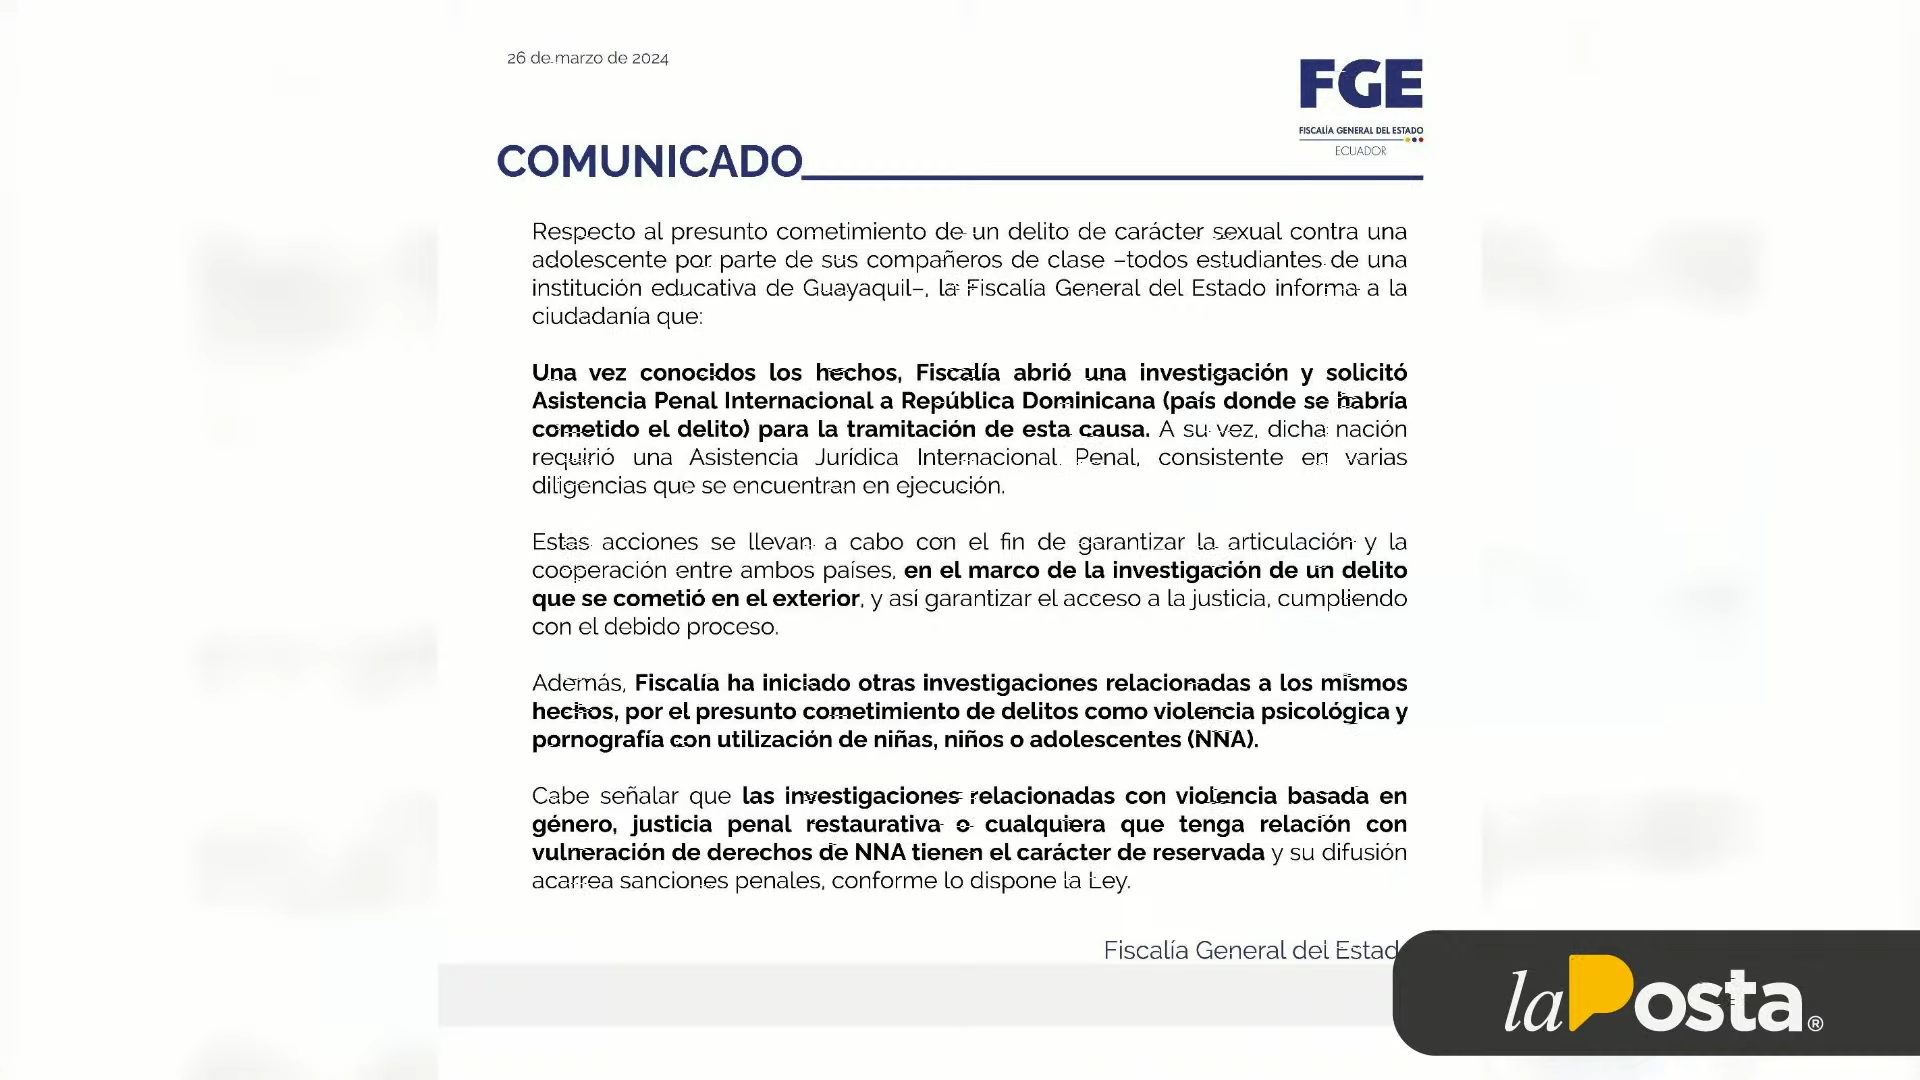 26 de marzo de 2024
FGE
FISCALÍA GENERAL DEL ESTADO
ECUADOR
COMUNICADO
Respecto al presunto cometimiento de un delito de carácter sexual contra una
adolescente por parte de sus compañeros de clase –todos estudiantes de una
institución educativa de Guayaquil–, la Fiscalía General del Estado informa a la
ciudadanía que:
Una vez conocidos los hechos, Fiscalía abrió una investigación y solicitó
Asistencia Penal Internacional a República Dominicana (país donde se habría
cometido el delito) para la tramitación de esta causa. A su vez, dicha nación
requirió una Asistencia Jurídica Internacional Penal, consistente en varias
diligencias que se encuentran en ejecución.
Estas acciones se llevan a cabo con el fin de garantizar la articulación y la
cooperación entre ambos países, en el marco de la investigación de un delito
que se cometió en el exterior, y así garantizar el acceso a la justicia, cumpliendo
con el debido proceso.
Además, Fiscalía ha iniciado otras investigaciones relacionadas a los mismos
hechos, por el presunto cometimiento de delitos como violencia psicológica y
pornografía con utilización de niñas, niños o adolescentes (NNA).
Cabe señalar que las investigaciones relacionadas con violencia basada en
género, justicia penal restaurativa o cualquiera que tenga relación con
vulneración de derechos de NNA tienen el carácter de reservada y su difusión
acarrea sanciones penales, conforme lo dispone la Ley.
Fiscalía General del Estad
la Posta®